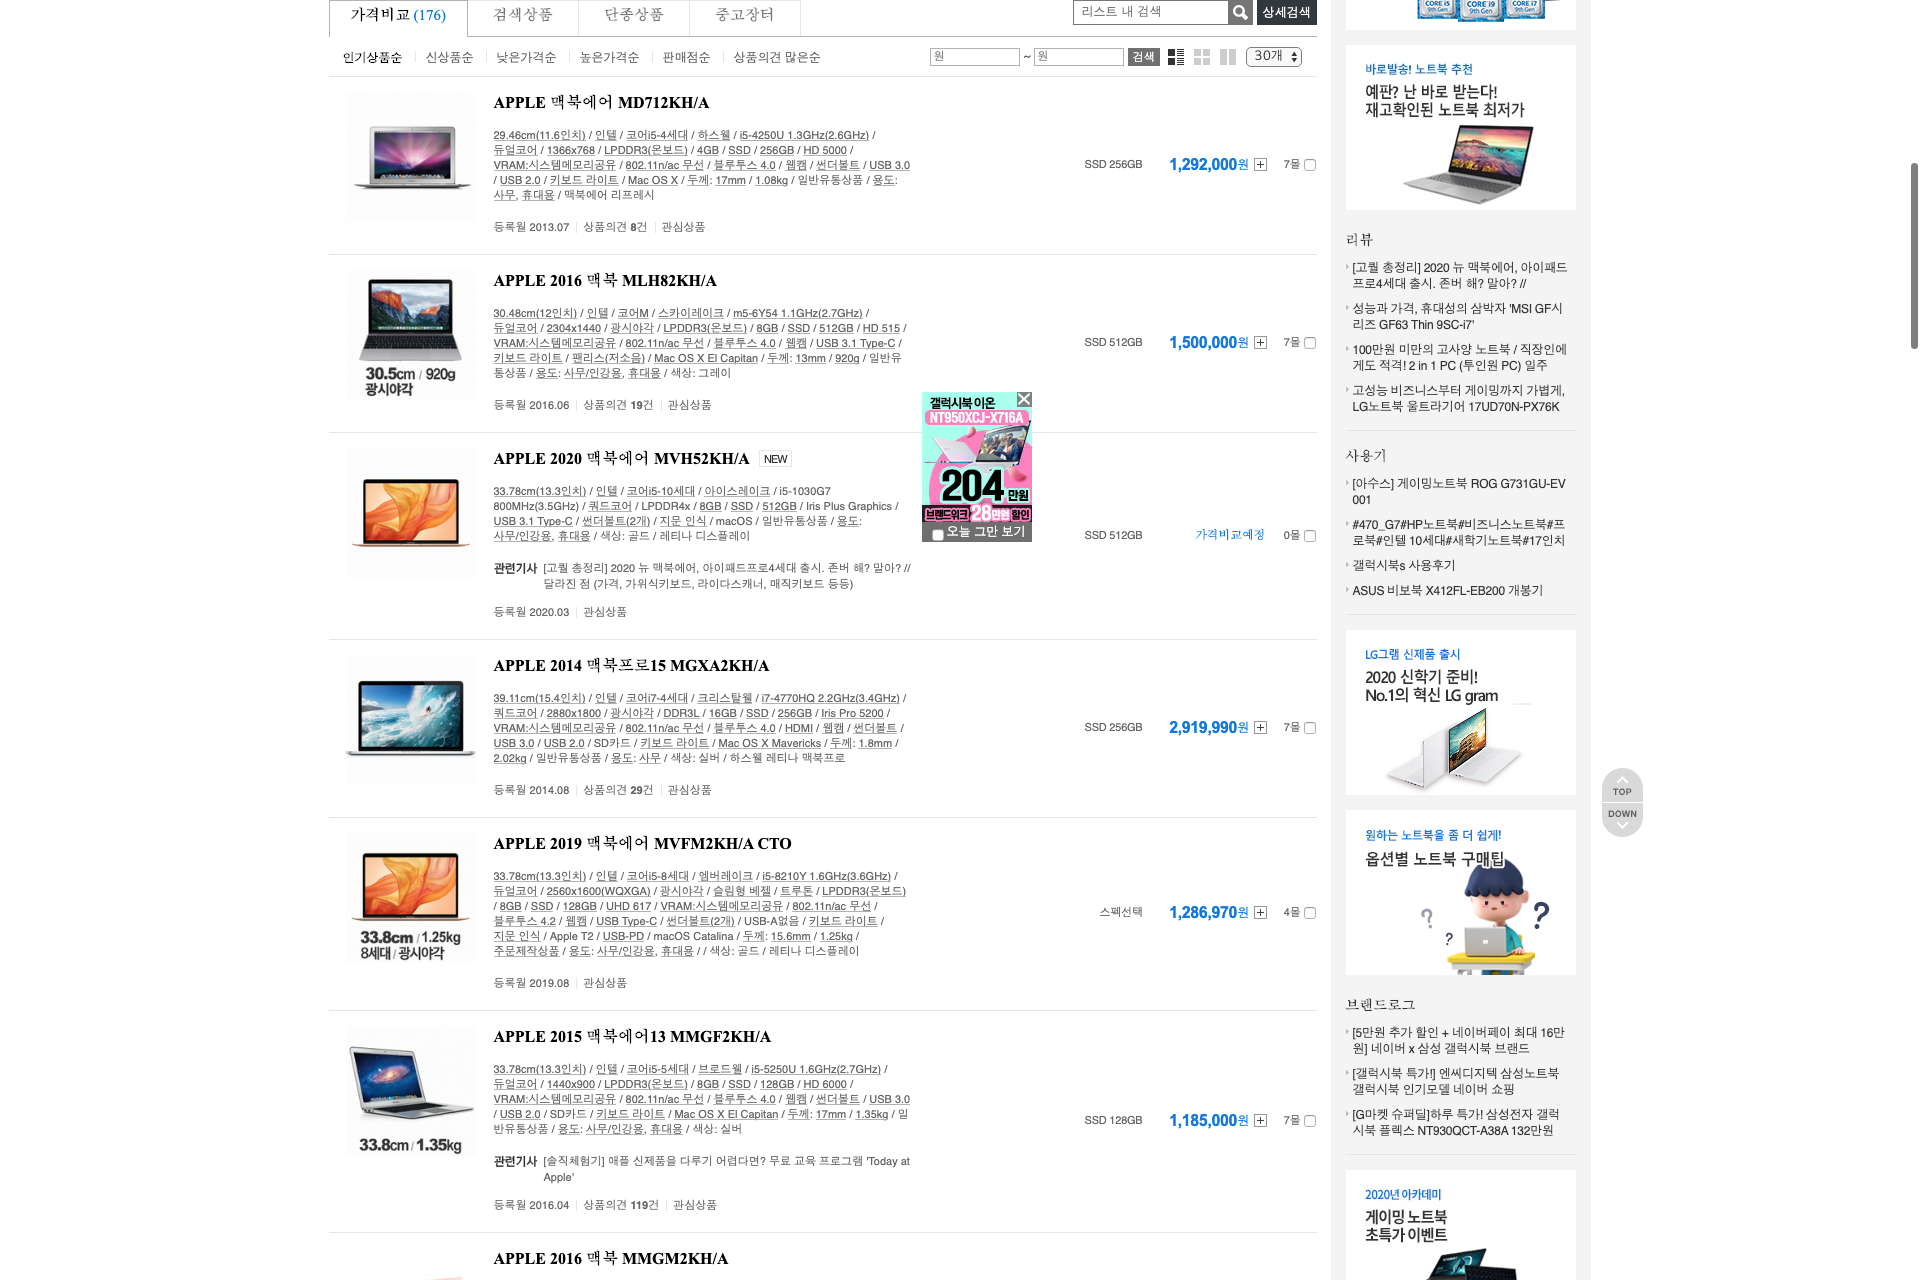 가격비교 (176)
검색상품
단종상품
중고장터
리스트 내 검색
상세검색
인기상품순
신상품순
낮은가격순
높은가격순
판매점순
상품의견 많은순
원 ~ 원 검색
30개
APPLE 맥북에어 MD712KH/A
29.46cm(11.6인치) / 인텔 / 코어i5-4세대 / 하스웰 / i5-4250U 1.3GHz(2.6GHz) /
듀얼코어 / 1366x768 / LPDDR3(온보드) / 4GB / SSD / 256GB / HD 5000 /
VRAM:시스템메모리공유 / 802.11n/ac 무선 / 블루투스 4.0 / 웹캠 / 썬더볼트 / USB 3.0
/ USB 2.0 / 키보드 라이트 / Mac OS X / 두께: 17mm / 1.08kg / 일반유통상품 / 용도:
사무, 휴대용 / 맥북에어 리프레시
SSD 256GB
1,292,000원
7몰
등록월 2013.07
상품의견 8건
관심상품
APPLE 2016 맥북 MLH82KH/A
30.48cm(12인치) / 인텔 / 코어M / 스카이레이크 / m5-6Y54 1.1GHz(2.7GHz) /
듀얼코어 / 2304x1440 / 광시야각 / LPDDR3(온보드) / 8GB / SSD / 512GB / HD 515 /
VRAM:시스템메모리공유 / 802.11n/ac 무선 / 블루투스 4.0 / 웹캠 / USB 3.1 Type-C /
키보드 라이트 / 팬리스(저소음) / Mac OS X El Capitan / 두께: 13mm / 920g / 일반유
통상품 / 용도: 사무/인강용, 휴대용 / 색상: 그레이
30.5cm / 920g
광시야각
SSD 512GB
1,500,000원
7몰
등록월 2016.06
상품의견 19건
관심상품
갤럭시북 이온
NT950XCJ-X716A
204 만원
브랜드위크 28만원 할인
오늘 그만 보기
APPLE 2020 맥북에어 MVH52KH/A NEW
33.78cm(13.3인치) / 인텔 / 코어i5-10세대 / 아이스레이크 / i5-1030G7
800MHz(3.5GHz) / 쿼드코어 / LPDDR4x / 8GB / SSD / 512GB / Iris Plus Graphics /
USB 3.1 Type-C / 썬더볼트(2개) / 지문 인식 / macOS / 일반유통상품 / 용도:
사무/인강용, 휴대용 / 색상: 골드 / 레티나 디스플레이
SSD 512GB
가격비교예정
0몰
관련기사 [고퀄 총정리] 2020 뉴 맥북에어, 아이패드프로4세대 출시. 존버 해? 말아? //
달라진 점 (가격, 가위식키보드, 라이다스캐너, 매직키보드 등등)
등록월 2020.03
관심상품
APPLE 2014 맥북프로15 MGXA2KH/A
39.11cm(15.4인치) / 인텔 / 코어i7-4세대 / 크리스탈웰 / i7-4770HQ 2.2GHz(3.4GHz) /
쿼드코어 / 2880x1800 / 광시야각 / DDR3L / 16GB / SSD / 256GB / Iris Pro 5200 /
VRAM:시스템메모리공유 / 802.11n/ac 무선 / 블루투스 4.0 / HDMI / 웹캠 / 썬더볼트 /
USB 3.0 / USB 2.0 / SD카드 / 키보드 라이트 / Mac OS X Mavericks / 두께: 1.8mm /
2.02kg / 일반유통상품 / 용도: 사무 / 색상: 실버 / 하스웰 레티나 맥북프로
SSD 256GB
2,919,990원
7몰
등록월 2014.08
상품의견 29건
관심상품
APPLE 2019 맥북에어 MVFM2KH/A CTO
33.78cm(13.3인치) / 인텔 / 코어i5-8세대 / 엠버레이크 / i5-8210Y 1.6GHz(3.6GHz) /
듀얼코어 / 2560x1600(WQXGA) / 광시야각 / 슬림형 베젤 / 트루톤 / LPDDR3(온보드)
/ 8GB / SSD / 128GB / UHD 617 / VRAM:시스템메모리공유 / 802.11n/ac 무선 /
블루투스 4.2 / 웹캠 / USB Type-C / 썬더볼트(2개) / USB-A없음 / 키보드 라이트 /
지문 인식 / Apple T2 / USB-PD / macOS Catalina / 두께: 15.6mm / 1.25kg /
주문제작상품 / 용도: 사무/인강용, 휴대용 / / 색상: 골드 / 레티나 디스플레이
33.8cm / 1.25kg
8세대 / 광시야각
스펙선택
1,286,970원
4몰
등록월 2019.08
관심상품
APPLE 2015 맥북에어13 MMGF2KH/A
33.78cm(13.3인치) / 인텔 / 코어i5-5세대 / 브로드웰 / i5-5250U 1.6GHz(2.7GHz) /
듀얼코어 / 1440x900 / LPDDR3(온보드) / 8GB / SSD / 128GB / HD 6000 /
VRAM:시스템메모리공유 / 802.11n/ac 무선 / 블루투스 4.0 / 웹캠 / 썬더볼트 / USB 3.0
/ USB 2.0 / SD카드 / 키보드 라이트 / Mac OS X El Capitan / 두께: 17mm / 1.35kg / 일
반유통상품 / 용도: 사무/인강용, 휴대용 / 색상: 실버
33.8cm / 1.35kg
SSD 128GB
1,185,000원
7몰
관련기사 [솔직체험기] 애플 신제품을 다루기 어렵다면? 무료 교육 프로그램 'Today at
Apple'
등록월 2016.04
상품의견 119건
관심상품
APPLE 2016 맥북 MMGM2KH/A
CORE i5
9th Gen
CORE i9
9th Gen
CORE i7
9th Gen
바로발송! 노트북 추천
예판? 난 바로 받는다!
재고확인된 노트북 최저가
리뷰
[고퀄 총정리] 2020 뉴 맥북에어, 아이패드
프로4세대 출시. 존버 해? 말아? //
성능과 가격, 휴대성의 삼박자 'MSI GF시
리즈 GF63 Thin 9SC-i7'
100만원 미만의 고사양 노트북 / 직장인에
게도 적격! 2 in 1 PC (투인원 PC) 일주
고성능 비즈니스부터 게이밍까지 가볍게,
LG노트북 울트라기어 17UD70N-PX76K
사용기
[아수스] 게이밍노트북 ROG G731GU-EV
001
#470_G7#HP노트북#비즈니스노트북#프
로북#인텔 10세대#새학기노트북#17인치
갤럭시북s 사용후기
ASUS 비보북 X412FL-EB200 개봉기
LG그램 신제품 출시
2020 신학기 준비!
No.1의 혁신 LG gram
원하는 노트북을 좀 더 쉽게!
옵션별 노트북 구매팁
? ? ?
브랜드로그
[5만원 추가 할인 + 네이버페이 최대 16만
원] 네이버 x 삼성 갤럭시북 브랜드
[갤럭시북 특가!] 엔씨디지텍 삼성노트북
갤럭시북 인기모델 네이버 쇼핑
[G마켓 슈퍼딜]하루 특가! 삼성전자 갤럭
시북 플렉스 NT930QCT-A38A 132만원
2020년 아카데미
게이밍 노트북
초특가 이벤트
TOP
DOWN